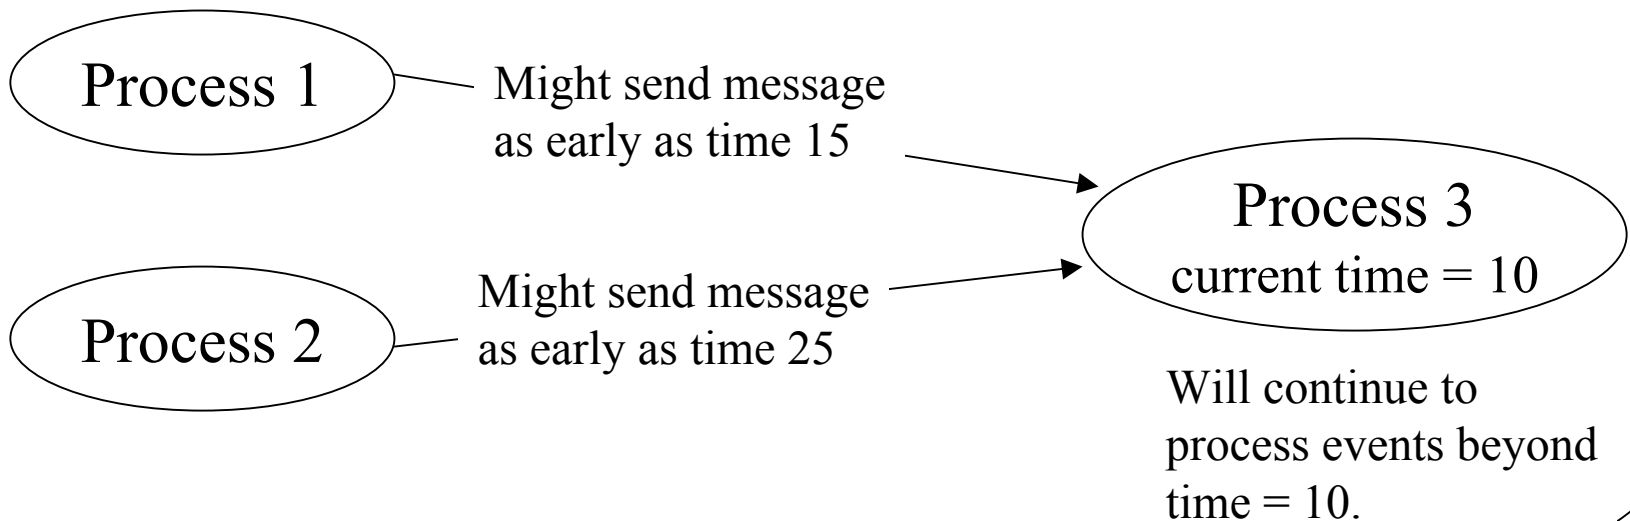 Process 1
Might send message
as early as time 15
Process 3
current time = 10
Process 2
Might send message
as early as time 25
Will continue to
process events beyond
time = 10.